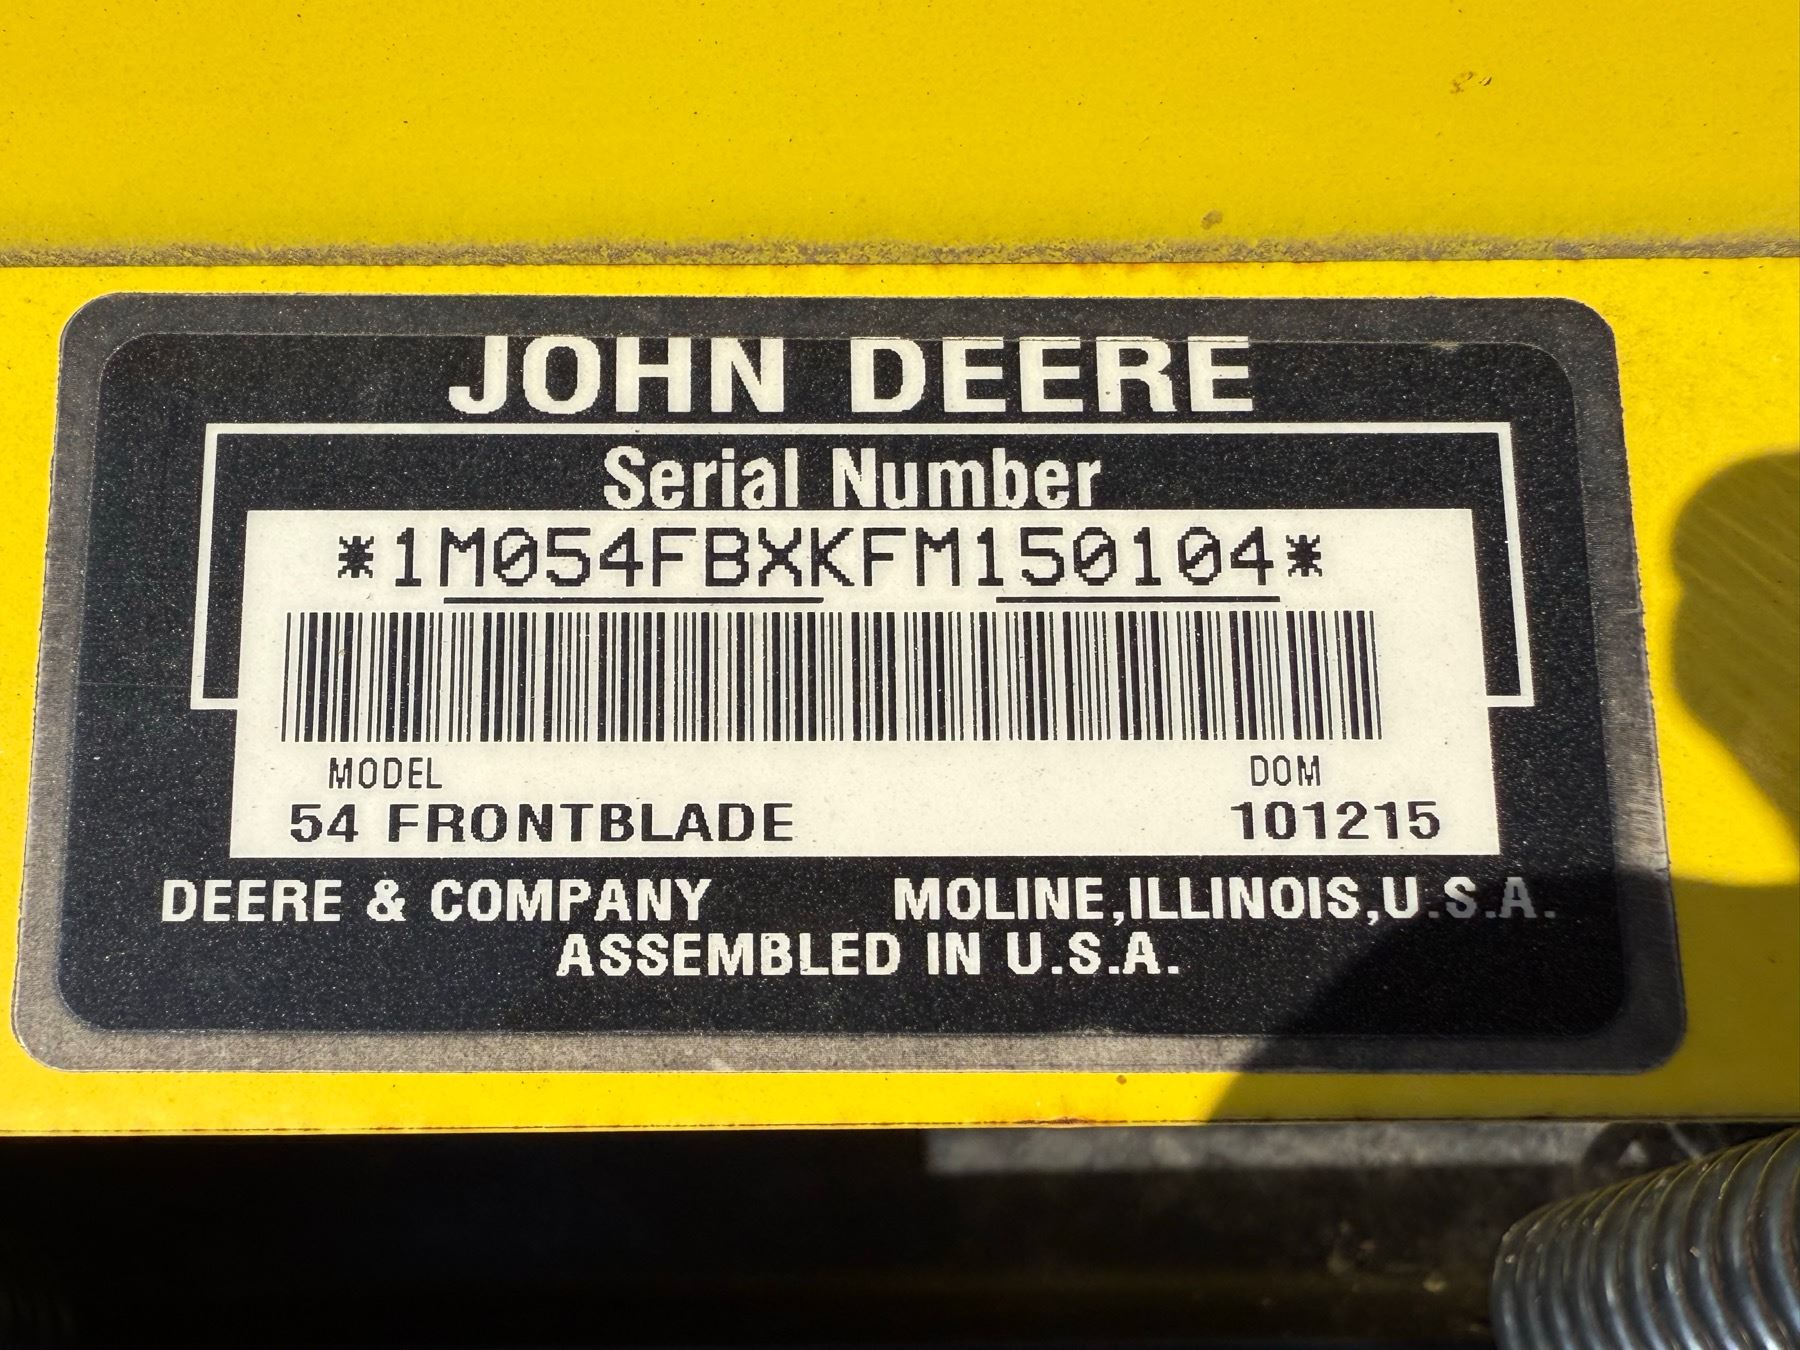 JOHN DEERE
Serial Number
*1M054FBXKFM150104*
MODEL DOM
54 FRONTBLADE 101215
DEERE & COMPANY MOLINE,ILLINOIS,U.S.A.
ASSEMBLED IN U.S.A.